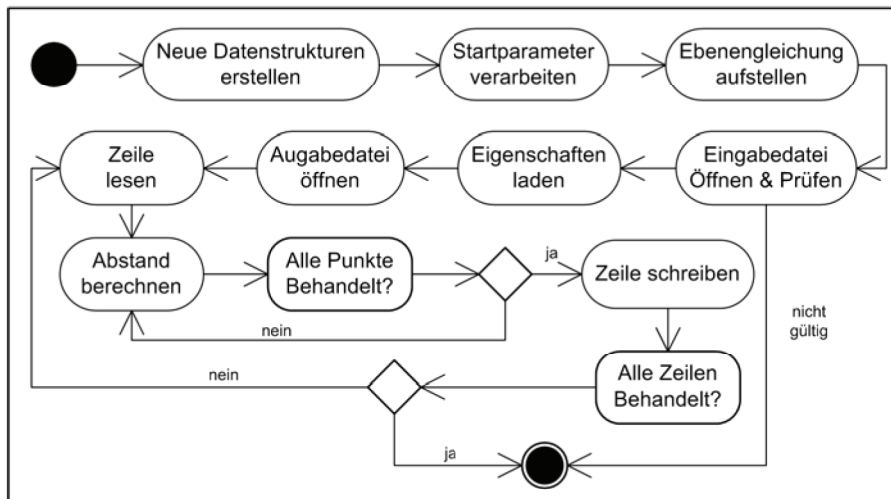 Neue Datenstrukturen
erstellen
Startparameter
verarbeiten
Ebenengleichung
aufstellen
Zeile
lesen
Augabedatei
öffnen
Eigenschaften
laden
Eingabedatei
Öffnen & Prüfen
Abstand
berechnen
Alle Punkte
Behandelt?
ja
Zeile schreiben
nein
nicht
gültig
nein
Alle Zeilen
Behandelt?
ja